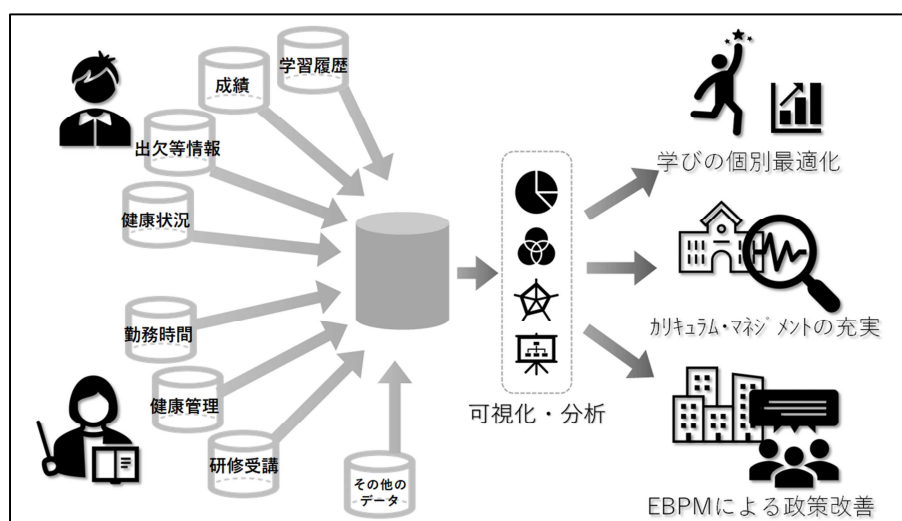 学習履歴
成績
出欠等情報
健康状況
勤務時間
健康管理
研修受講
その他の
データ
可視化・分析
学びの個別最適化
ｶﾘｷｭﾗﾑ・ﾏﾈｼﾞﾒﾝﾄの充実
EBPMによる政策改善